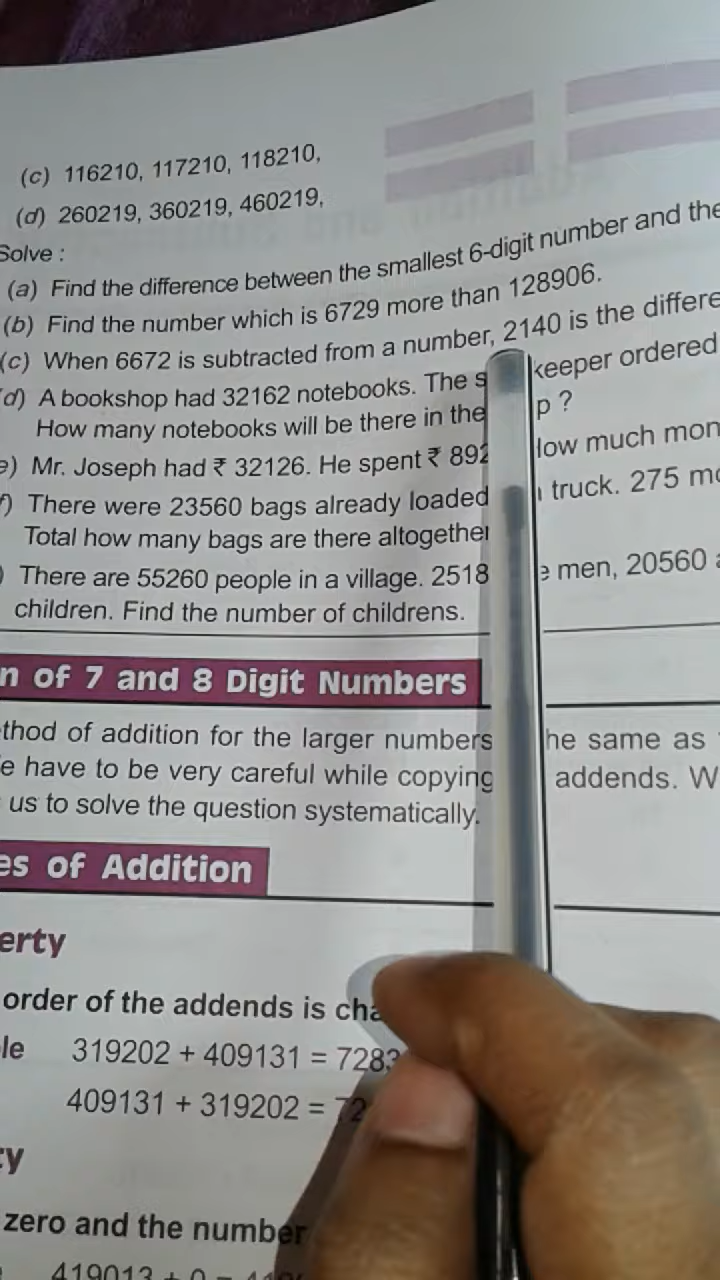 (c) 116210, 117210, 118210,
(d) 260219, 360219, 460219,
Solve :
(a) Find the difference between the smallest 6-digit number and the
(b) Find the number which is 6729 more than 128906.
(c) When 6672 is subtracted from a number, 2140 is the differe
d) A bookshop had 32162 notebooks. The s keeper ordered
How many notebooks will be there in the p ?
e) Mr. Joseph had ₹ 32126. He spent ₹ 892 How much mon
f) There were 23560 bags already loaded truck. 275 mo
Total how many bags are there altogether
) There are 55260 people in a village. 2518 e men, 20560 a
children. Find the number of childrens.
n of 7 and 8 Digit Numbers
thod of addition for the larger numbers he same as
e have to be very careful while copying addends. W
us to solve the question systematically.
es of Addition
erty
order of the addends is cha
le 319202 + 409131 = 7283
409131 + 319202 = 72
ty
zero and the number
419013 + 0 =